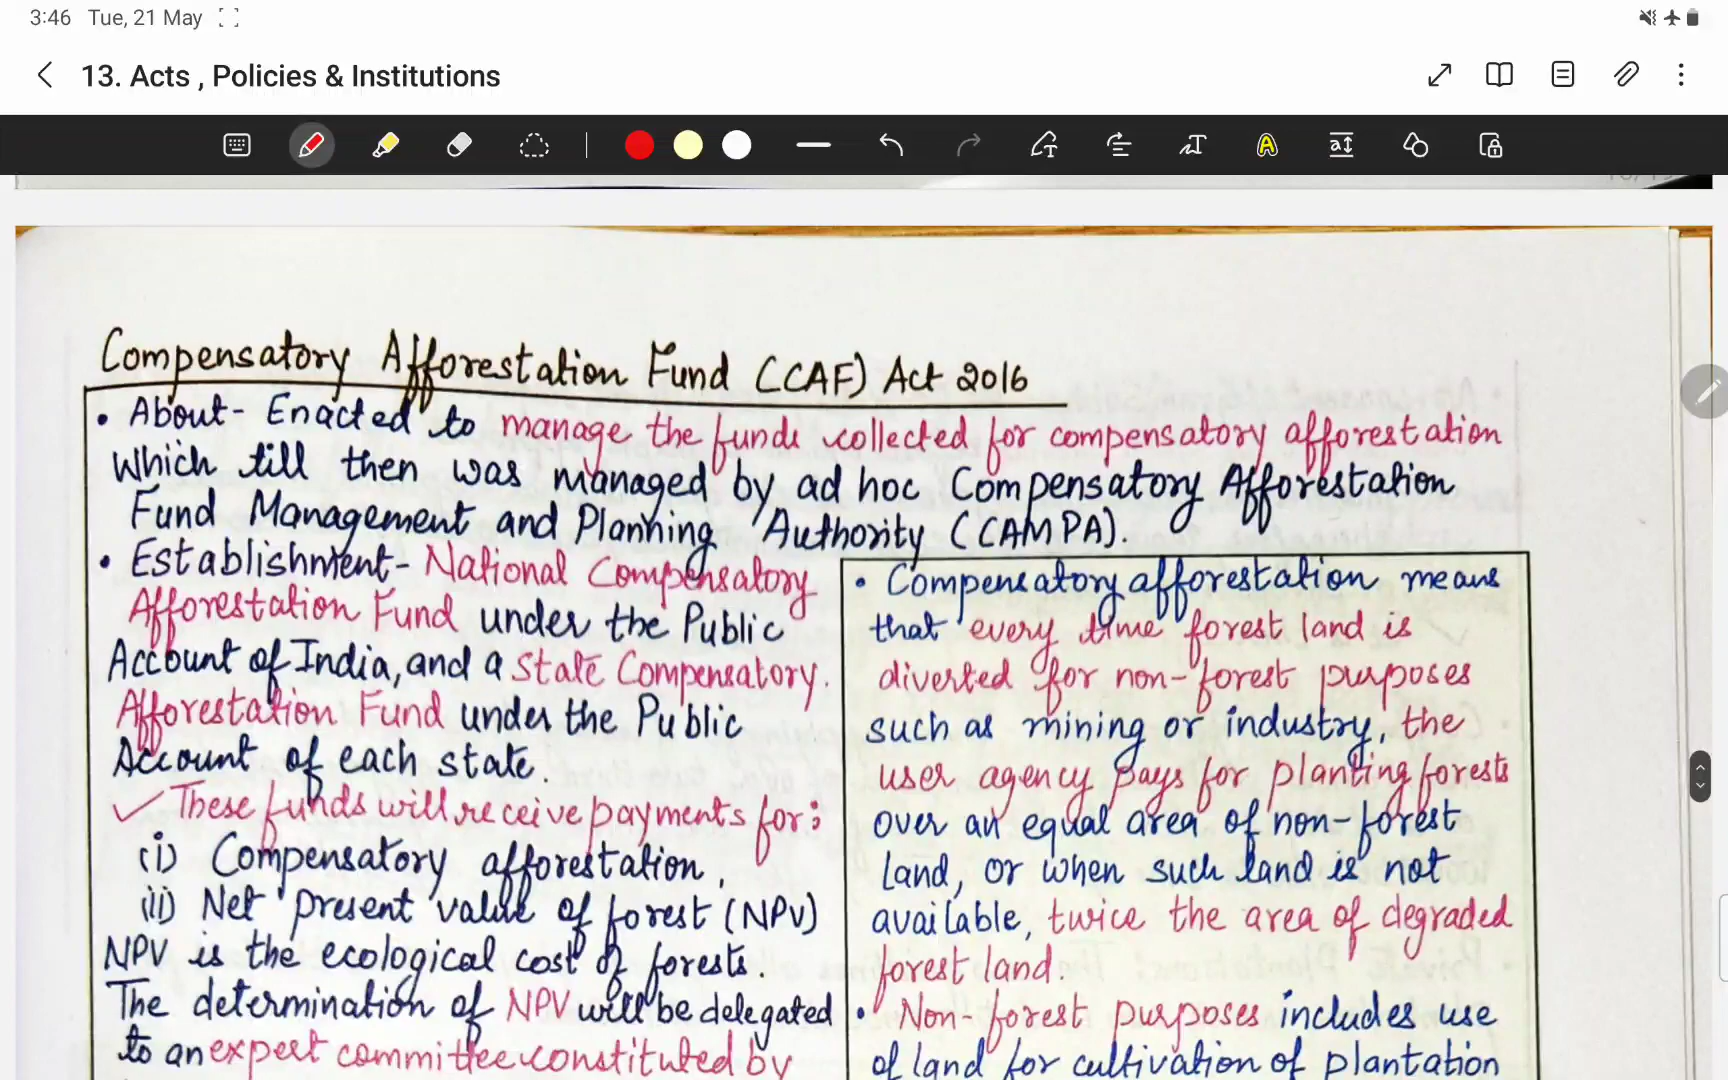 3:46 Tue, 21 May
13. Acts , Policies & Institutions
Compensatory Afforestation Fund (CCAF) Act 2016
• About - Enacted to manage the funds collected for compensatory afforestation
Which till then was managed by ad hoc Compensatory Afforestation
Fund Management and Planning Authority (CAMPA).
• Establishment - National Compensatory
Afforestation Fund under the Public
Account of India, and a State Compensatory
Afforestation Fund under the Public
Account of each state.
✓ These funds will receive payments for:
(i) Compensatory afforestation,
(ii) Net present value of forest (NPV)
NPV is the ecological cost of forests.
The determination of NPV will be delegated
to an expert committee constituted by
• Compensatory afforestation means
that every time forest land is
diverted for non-forest purposes
such as mining or industry, the
user agency pays for planting forests
over an equal area of non-forest
land, or when such land is not
available, twice the area of degraded
forest land.
• Non-forest purposes includes use
of land for cultivation of plantation